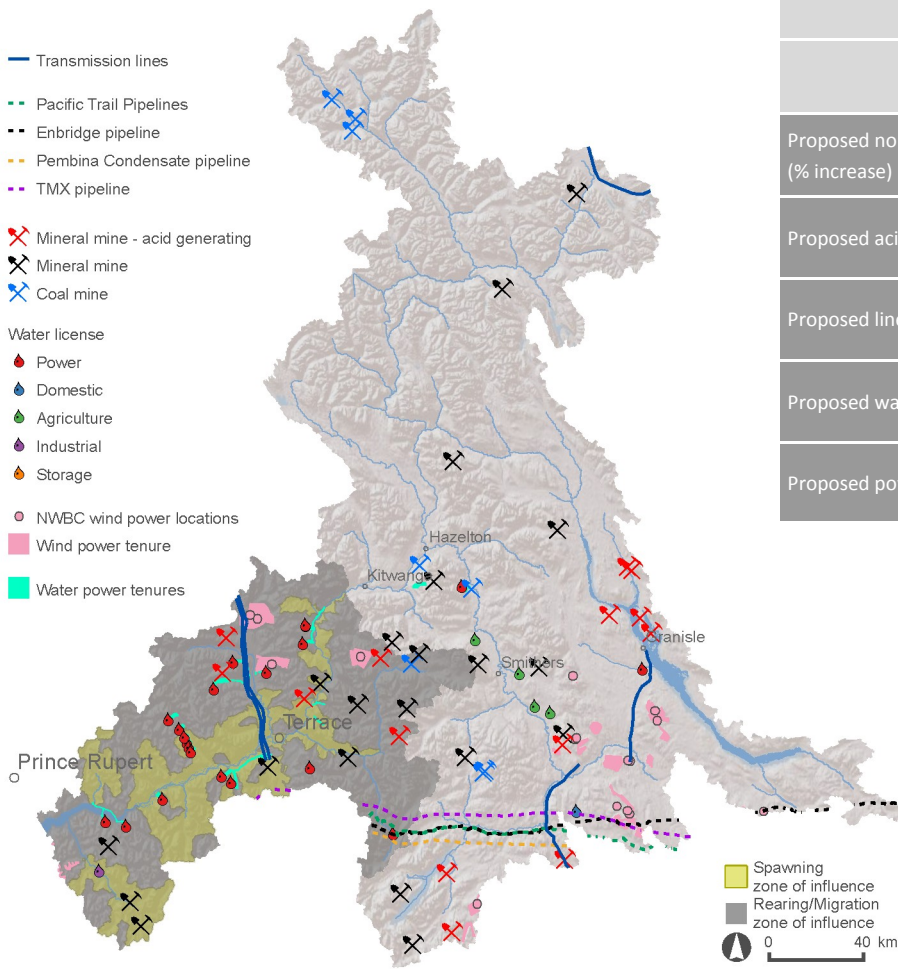 Transmission lines
Pacific Trail Pipelines
Enbridge pipeline
Pembina Condensate pipeline
TMX pipeline
Mineral mine - acid generating
Mineral mine
Coal mine
Water license
Power
Domestic
Agriculture
Industrial
Storage
NWBC wind power locations
Wind power tenure
Water power tenures
Proposed no
(% increase)
Proposed aci
Proposed line
Proposed wa
Proposed po
Hazelton
Kitwanga
Granisle
Smithers
Terrace
Prince Rupert
Spawning
zone of influence
Rearing/Migration
zone of influence
0 40 km